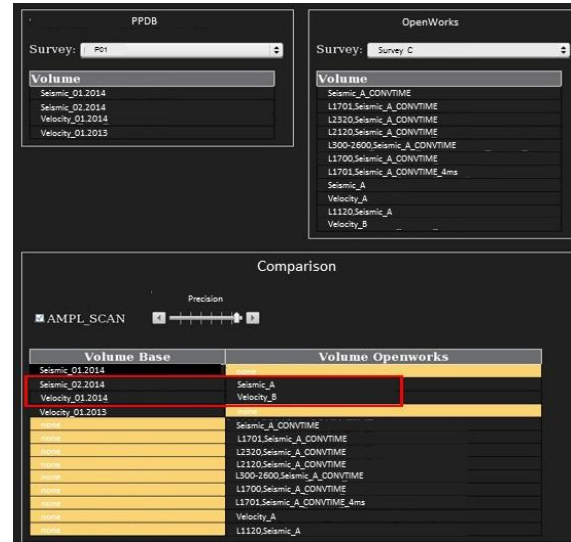 PPDB
Survey: P01
Volume
Seismic_01.2014
Seismic_02.2014
Velocity_01.2014
Velocity_01.2013
OpenWorks
Survey: Survey C
Volume
Seismic_A_CONVTIME
L1701,Seismic_A_CONVTIME
L2320,Seismic_A_CONVTIME
L2120,Seismic_A_CONVTIME
L300-2600,Seismic_A_CONVTIME
L1700,Seismic_A_CONVTIME
L1701,Seismic_A_CONVTIME_4ms
Seismic_A
Velocity_A
L1120,Seismic_A
Velocity_B
Comparison
Precision
AMPL_SCAN
Volume Base Volume Openworks
Seismic_01.2014 none
Seismic_02.2014 Seismic_A
Velocity_01.2014 Velocity_B
Velocity_01.2013 none
none Seismic_A_CONVTIME
none L1701,Seismic_A_CONVTIME
none L2320,Seismic_A_CONVTIME
none L2120,Seismic_A_CONVTIME
none L300-2600,Seismic_A_CONVTIME
none L1700,Seismic_A_CONVTIME
none L1701,Seismic_A_CONVTIME_4ms
none Velocity_A
none L1120,Seismic_A